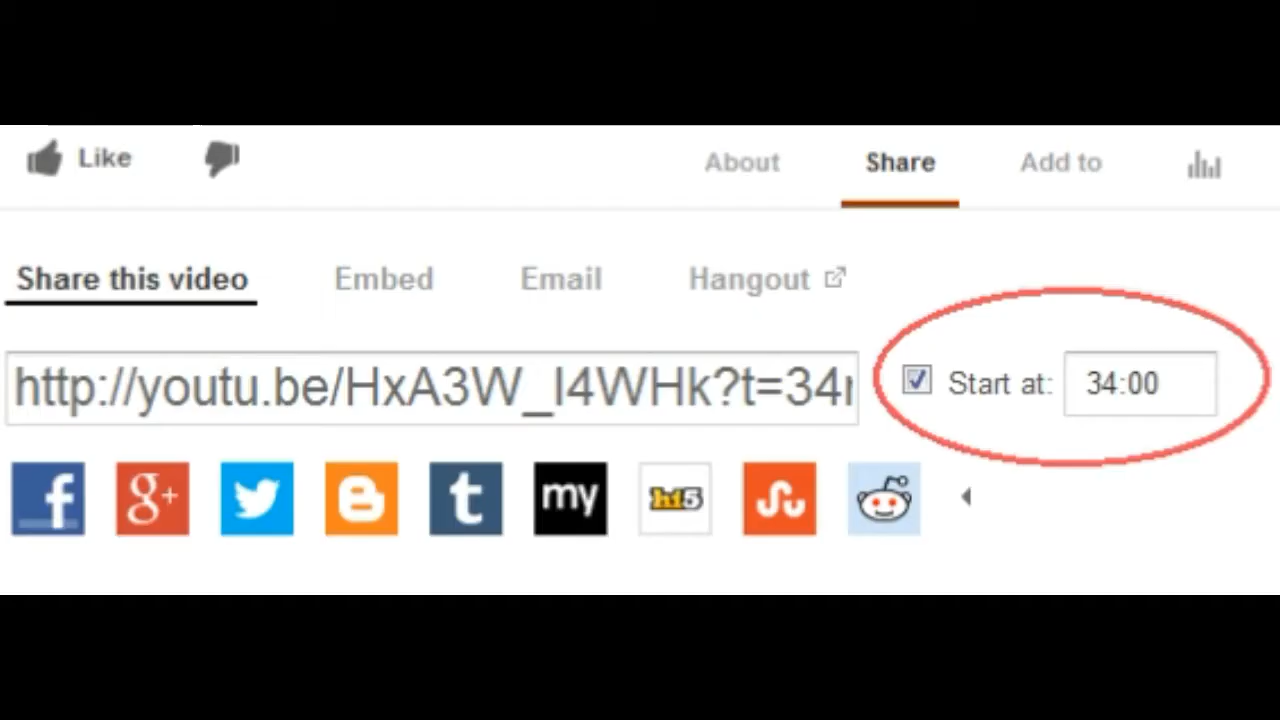 Like About Share Add to
Share this video Embed Email Hangout
http://youtu.be/HxA3W_I4WHk?t=34 Start at: 34:00
f g+ t my hi5